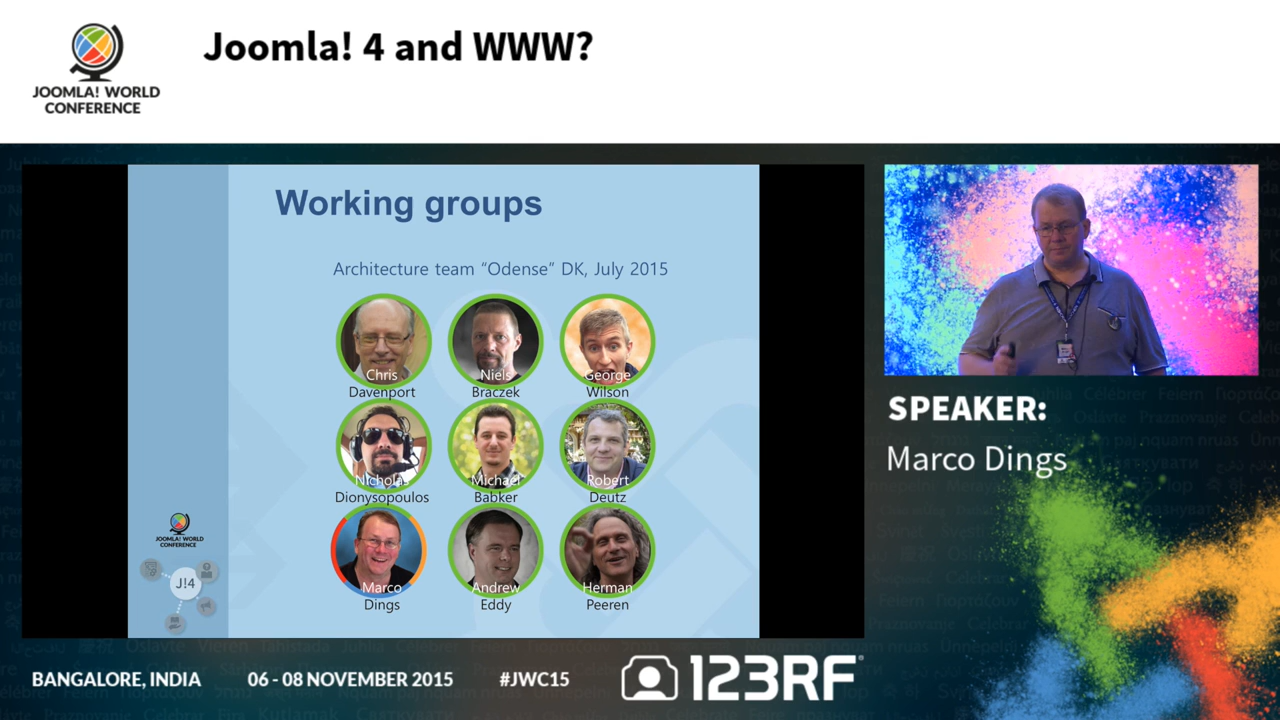 Joomla! 4 and WWW?
JOOMLA! WORLD
CONFERENCE
Working groups
Architecture team “Odense” DK, July 2015
Chris
Davenport
Niels
Braczek
George
Wilson
Nicholas
Dionysopoulos
Michael
Babker
Robert
Deutz
Marco
Dings
Andrew
Eddy
Herman
Peeren
JOOMLA! WORLD
CONFERENCE
J!4
SPEAKER:
Marco Dings
BANGALORE, INDIA
06 - 08 NOVEMBER 2015
#JWC15
123RF